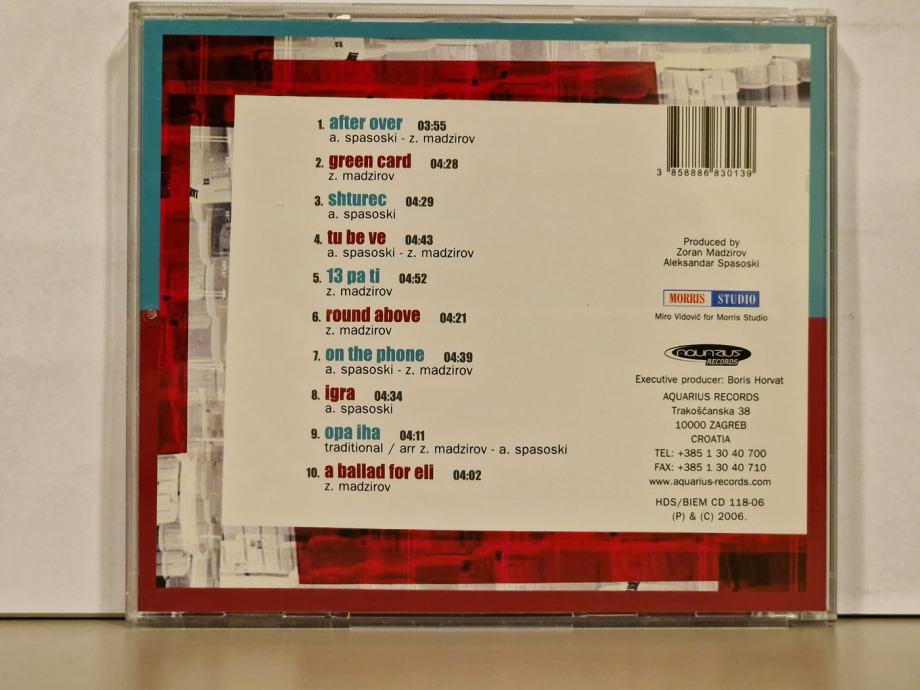 1. after over 03:55
a. spasoski - z. madzirov
2. green card 04:28
z. madzirov
3. shturec 04:29
a. spasoski
4. tu be ve 04:43
a. spasoski - z. madzirov
5. 13 pa ti 04:52
z. madzirov
6. round above 04:21
z. madzirov
7. on the phone 04:39
a. spasoski - z. madzirov
8. igra 04:34
a. spasoski
9. opa iha 04:11
traditional / arr z. madzirov - a. spasoski
10. a ballad for eli 04:02
z. madzirov
3 858886 830139
Produced by
Zoran Madzirov
Aleksandar Spasoski
MORRIS STUDIO
Miro Vidović for Morris Studio
AQUARIUS
RECORDS
Executive producer: Boris Horvat
AQUARIUS RECORDS
Trakošćanska 38
10000 ZAGREB
CROATIA
TEL: +385 1 30 40 700
FAX: +385 1 30 40 710
www.aquarius-records.com
HDS/BIEM CD 118-06
(P) & (C) 2006.